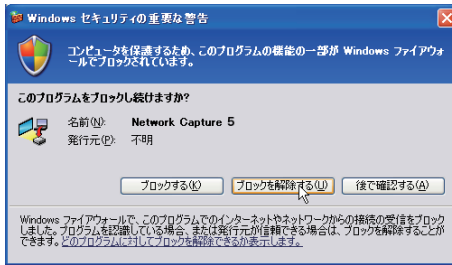 Windows セキュリティの重要な警告
コンピュータを保護するため、このプログラムの機能の一部が Windows ファイアウォ
ールでブロックされています。
このプログラムをブロックし続けますか?
名前(N): Network Capture 5
発行元(P): 不明
ブロックする(K) ブロックを解除する(U) 後で確認する(A)
Windows ファイアウォールで、このプログラムでのインターネットやネットワークからの接続の受信をブロック
しました。プログラムを認識している場合、または発行元が信頼できる場合は、ブロックを解除することが
できます。どのプログラムに対してブロックを解除できるか表示します。